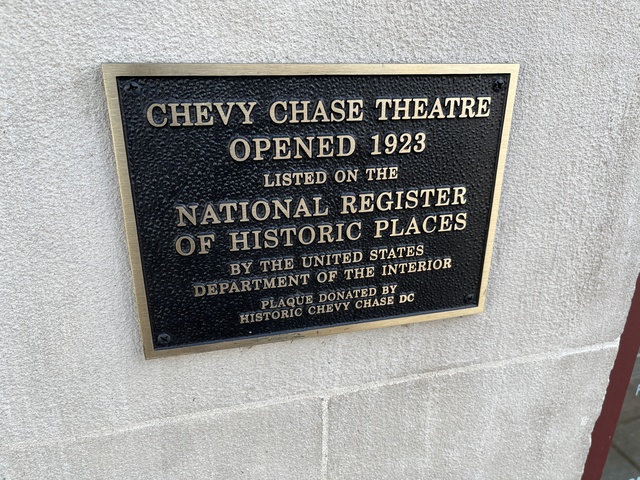 CHEVY CHASE THEATRE
OPENED 1923
LISTED ON THE
NATIONAL REGISTER
OF HISTORIC PLACES
BY THE UNITED STATES
DEPARTMENT OF THE INTERIOR
PLAQUE DONATED BY
HISTORIC CHEVY CHASE DC